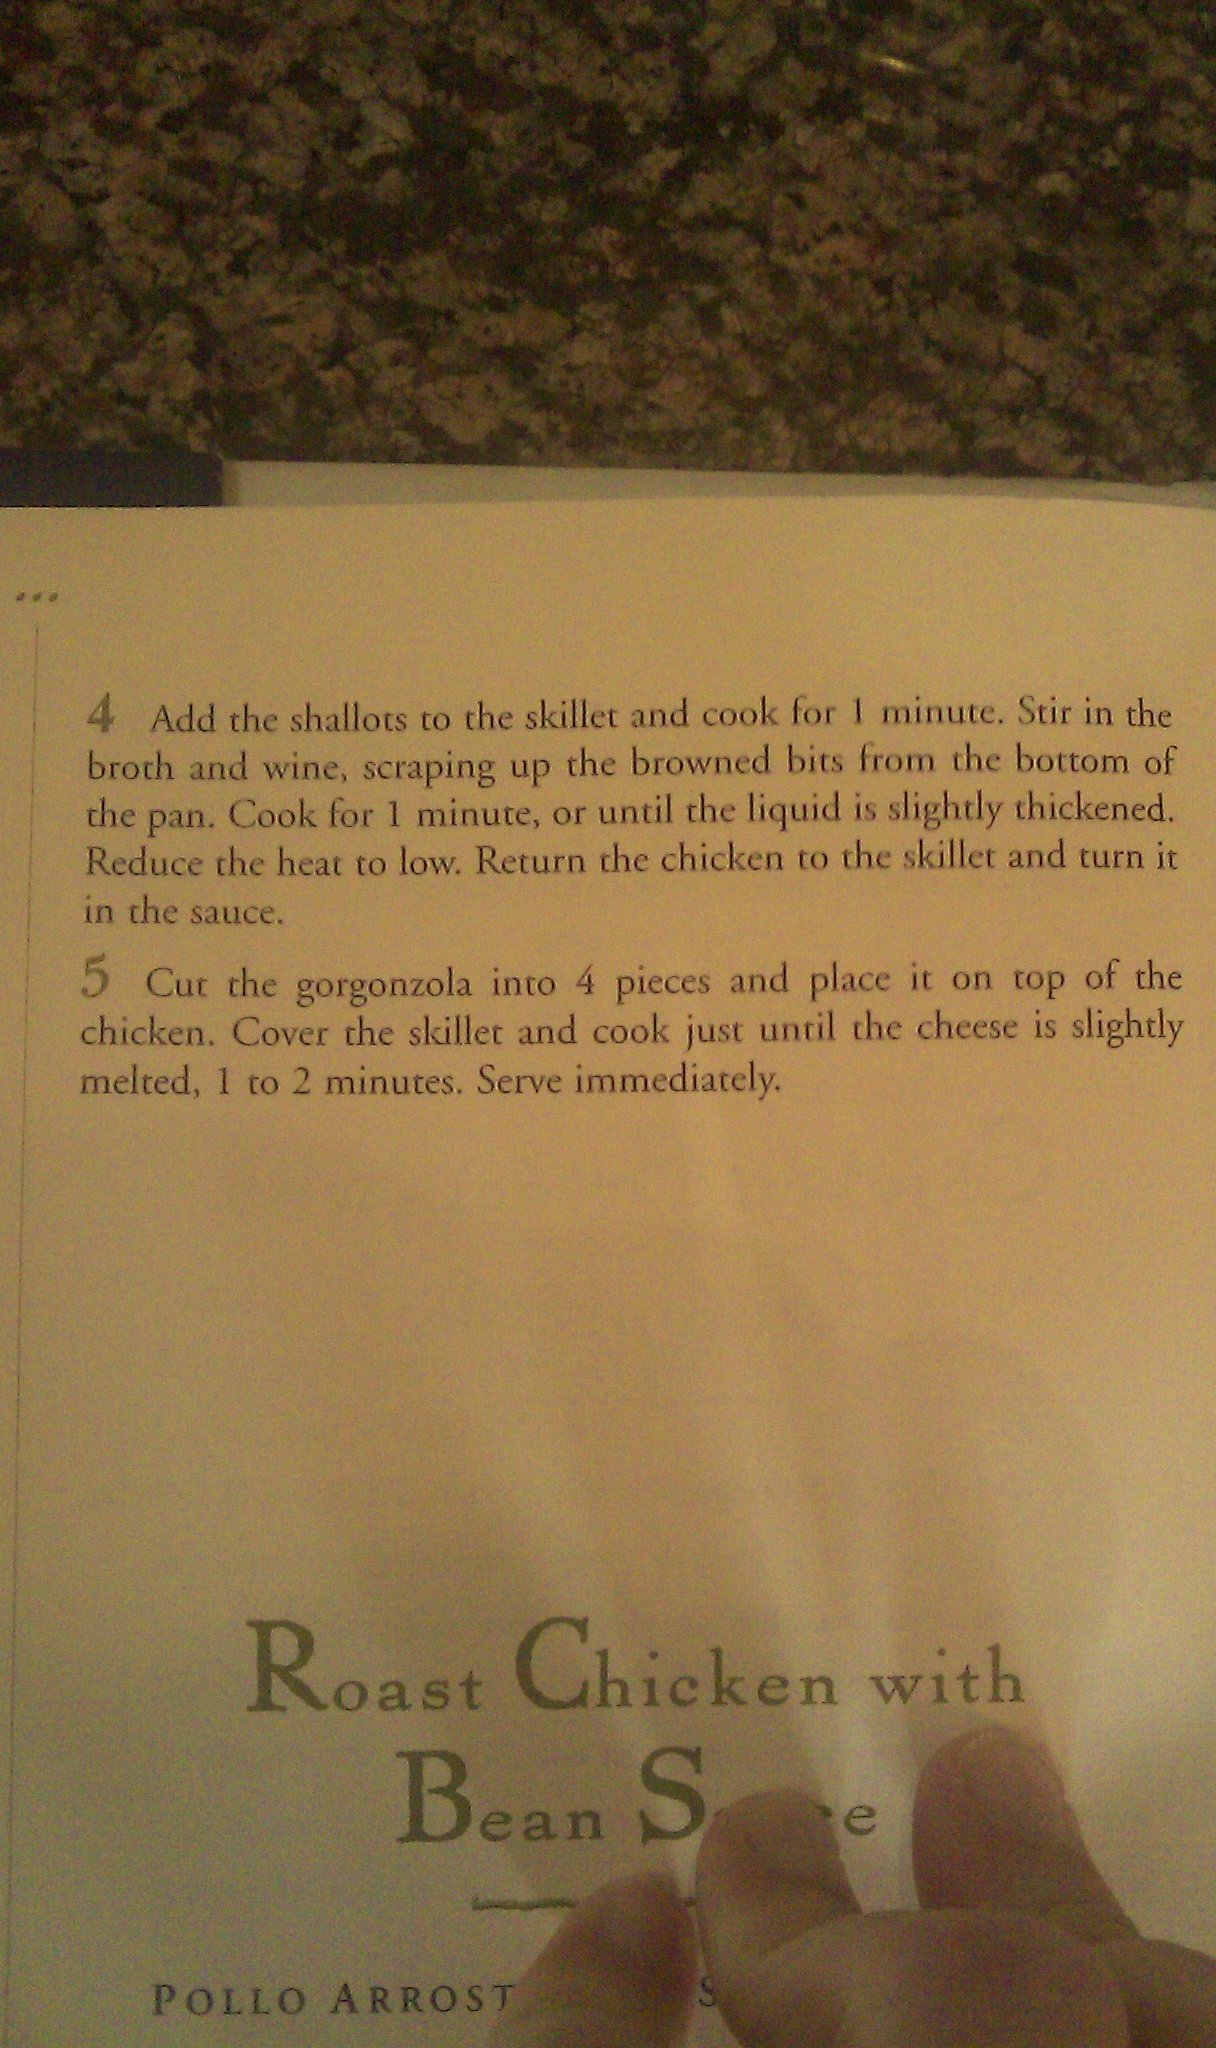 ...
4 Add the shallots to the skillet and cook for 1 minute. Stir in the
broth and wine, scraping up the browned bits from the bottom of
the pan. Cook for 1 minute, or until the liquid is slightly thickened.
Reduce the heat to low. Return the chicken to the skillet and turn it
in the sauce.
5 Cut the gorgonzola into 4 pieces and place it on top of the
chicken. Cover the skillet and cook just until the cheese is slightly
melted, 1 to 2 minutes. Serve immediately.
Roast Chicken with
Bean
POLLO